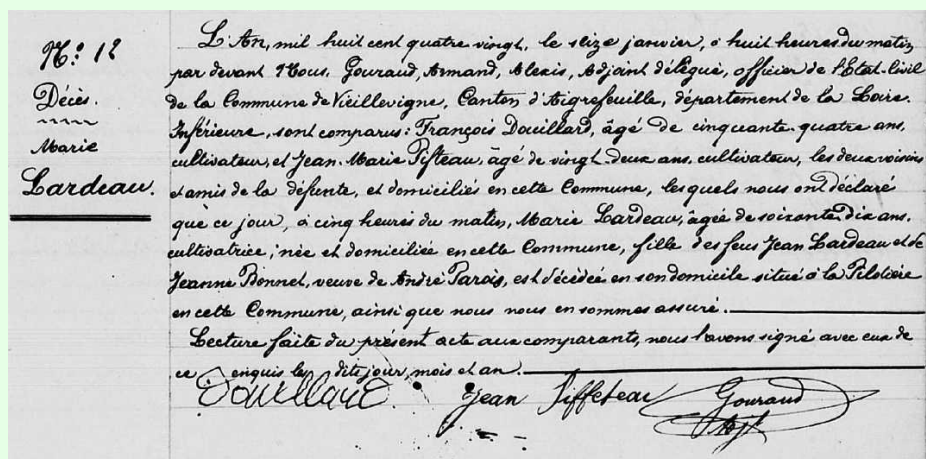 N.º 12
Décès.
Marie
Lardeau.
L'An, mil huit cent quatre vingt, le seize janvier, à huit heures du matin,
par devant Nous, Gouraud, Armand, Alexis, Adjoint délégué, officier de l'Etat-Civil
de la Commune de Vieillevigne, Canton d'Aigrefeuille, département de la Loire-
Inférieure, sont comparus: François Douillard, âgé de cinquante-quatre ans,
cultivateur, et Jean-Marie Piffteau, âgé de vingt-deux ans, cultivateur, les deux voisins
et amis de la défunte, et domiciliés en cette Commune, lesquels nous ont déclaré
que ce jour, à cinq heures du matin, Marie Lardeau, âgée de soixante-dix ans,
cultivatrice, née et domiciliée en cette Commune, fille des feus Jean Lardeau et de
Jeanne Bonnet, veuve de André Parois, est décédée en son domicile situé à la Pilotière
en cette Commune, ainsi que nous nous en sommes assuré.
Lecture faite du présent acte aux comparants, nous l'avons signé avec eux de
ce enquis les dits jour, mois et an.
Douillard. Jean Piffeteau Gouraud
Adjt